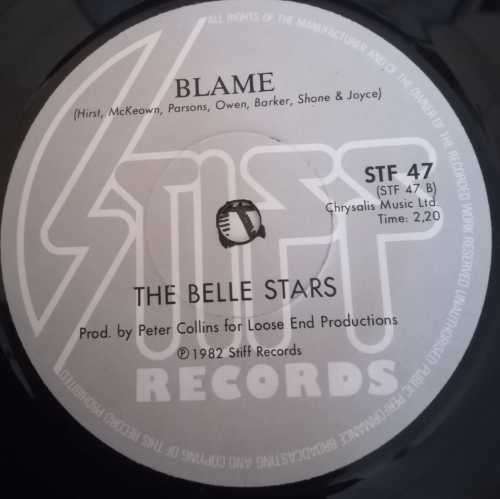 ALL RIGHTS OF THE MANUFACTURER AND OF THE OWNER OF THE RECORDED WORK RESERVED UNAUTHORISED PUBLIC PERFORMANCE BROADCASTING AND COPYING OF THIS RECORD PROHIBITED
BLAME
(Hirst, McKeown, Parsons, Owen, Barker, Shone & Joyce)
STIFF
STF 47
(STF 47 B)
Chrysalis Music Ltd
Time: 2,20
THE BELLE STARS
Prod. by Peter Collins for Loose End Productions
℗ 1982 Stiff Records
RECORDS